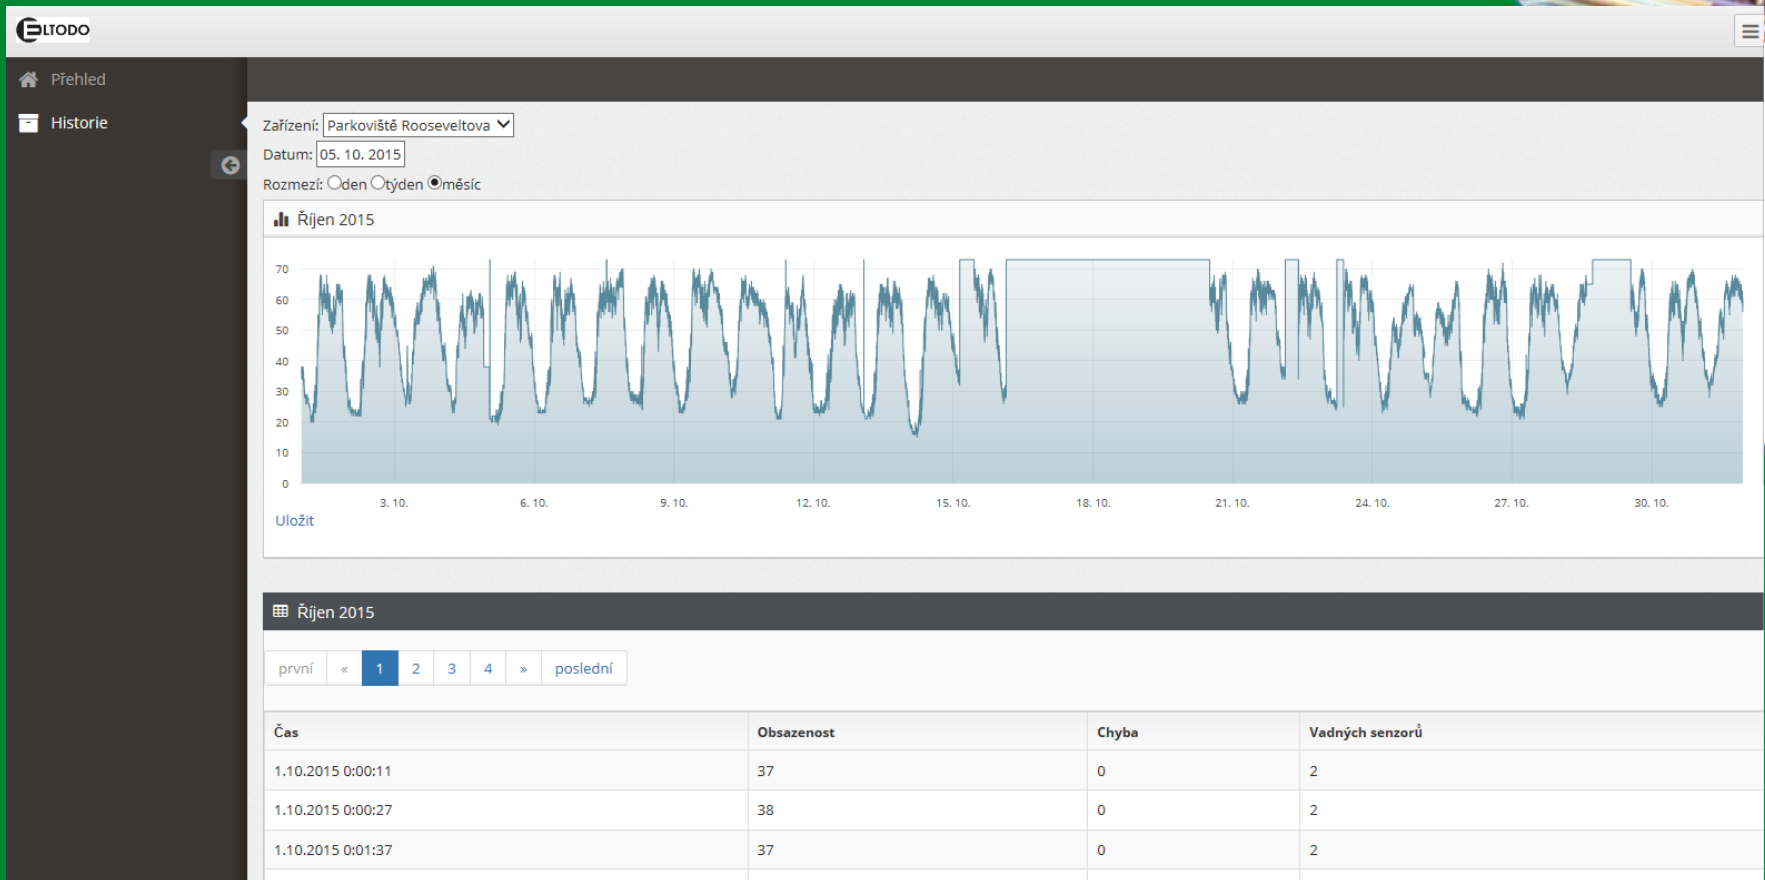 ELTODO
Přehled
Historie
Zařízení: Parkoviště Rooseveltova
Datum: 05. 10. 2015
Rozmezí: den týden měsíc
Říjen 2015
70
60
50
40
30
20
10
0
3. 10. 6. 10. 9. 10. 12. 10. 15. 10. 18. 10. 21. 10. 24. 10. 27. 10. 30. 10.
Uložit
Říjen 2015
první « 1 2 3 4 » poslední
Čas Obsazenost Chyba Vadných senzorů
1.10.2015 0:00:11 37 0 2
1.10.2015 0:00:27 38 0 2
1.10.2015 0:01:37 37 0 2